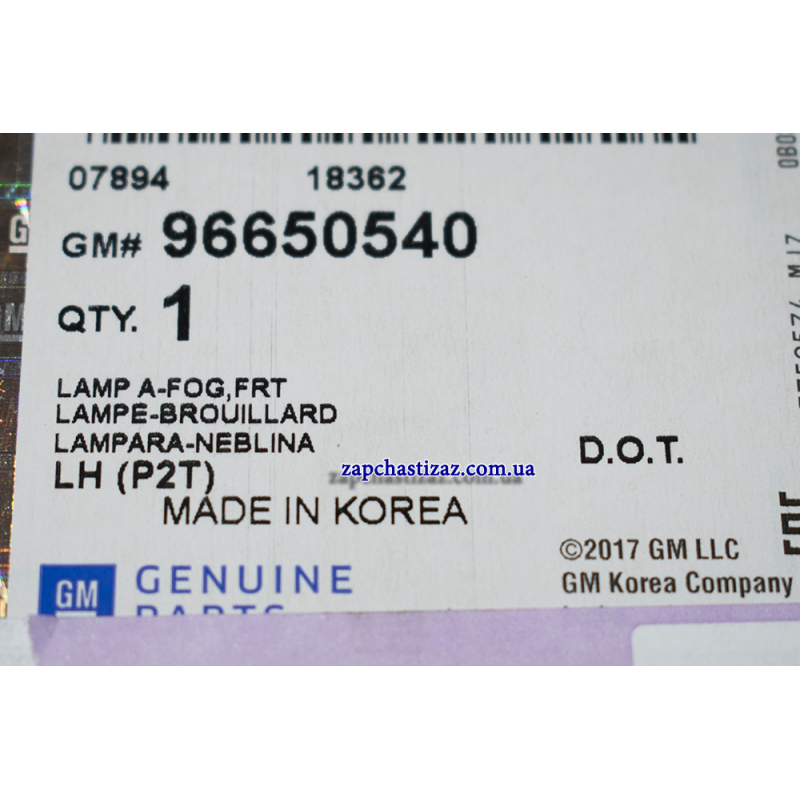 07894 18362
GM# 96650540
QTY. 1
LAMP A-FOG,FRT
LAMPE-BROUILLARD
LAMPARA-NEBLINA
LH (P2T)
D.O.T.
zapchastizaz.com.ua
MADE IN KOREA
©2017 GM LLC
GM Korea Company
GM
GENUINE
PARTS